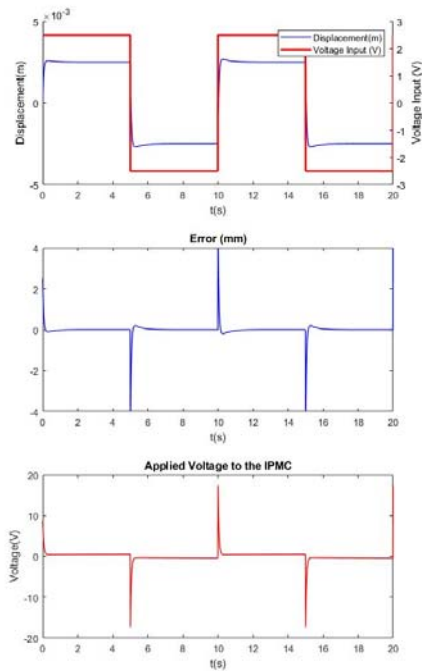 ×10⁻³
5
0
-5
Displacement(m)
3
2
1
0
-1
-2
-3
Voltage Input (V)
Displacement(m)
Voltage Input (V)
0 2 4 6 8 10 12 14 16 18 20
t(s)
Error (mm)
4
2
0
-2
-4
0 2 4 6 8 10 12 14 16 18 20
t(s)
Applied Voltage to the IPMC
20
10
0
-10
-20
Voltage(V)
0 2 4 6 8 10 12 14 16 18 20
t(s)